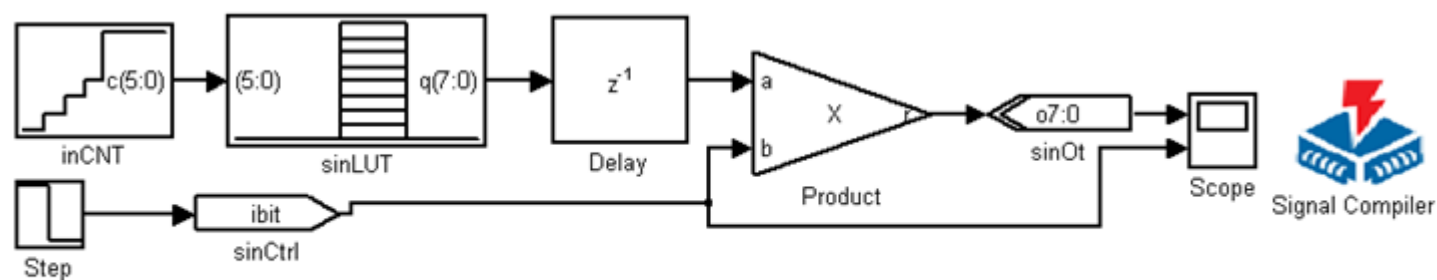 c(5:0)
(5:0)
q(7:0)
z-1
a
X
r
b
o7:0
inCNT
sinLUT
Delay
Product
sinOt
Scope
Signal Compiler
ibit
sinCtrl
Step